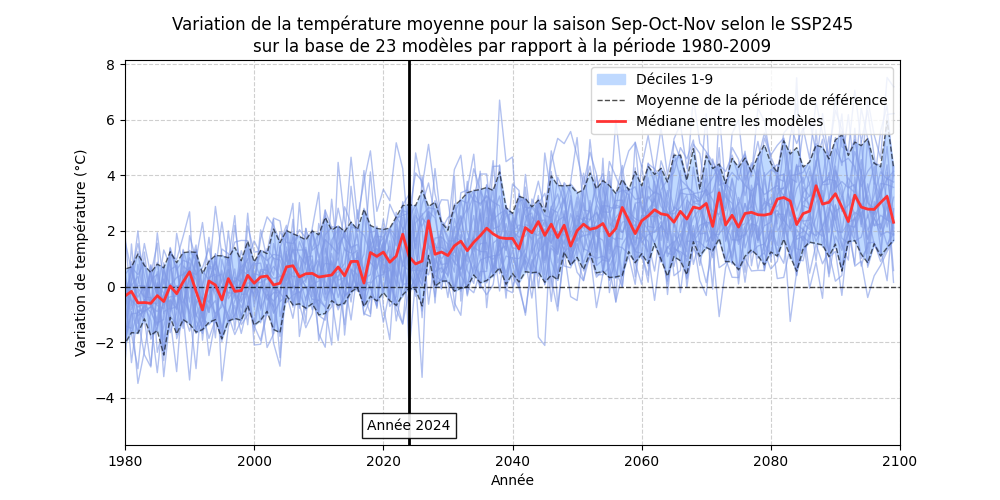 Variation de la température moyenne pour la saison Sep-Oct-Nov selon le SSP245
sur la base de 23 modèles par rapport à la période 1980-2009
Déciles 1-9
Moyenne de la période de référence
Médiane entre les modèles
Variation de température (°C)
8
6
4
2
0
−2
−4
Année 2024
1980
2000
2020
2040
2060
2080
2100
Année